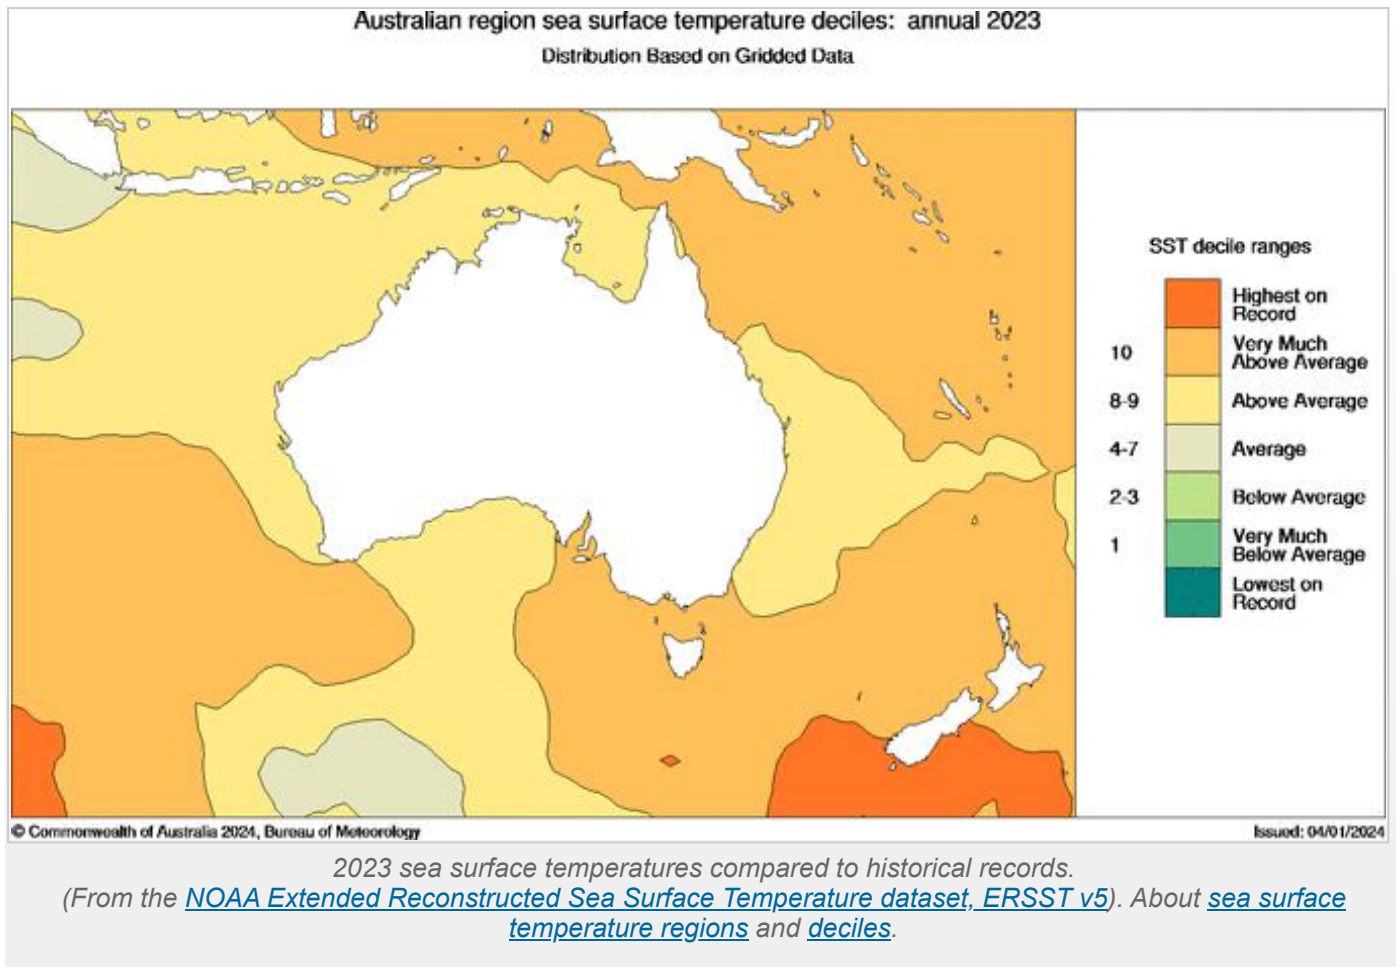 Australian region sea surface temperature deciles: annual 2023
Distribution Based on Gridded Data
SST decile ranges
Highest on
Record
10
Very Much
Above Average
8-9
Above Average
4-7
Average
2-3
Below Average
1
Very Much
Below Average
Lowest on
Record
© Commonwealth of Australia 2024, Bureau of Meteorology
Issued: 04/01/2024
2023 sea surface temperatures compared to historical records.
(From the NOAA Extended Reconstructed Sea Surface Temperature dataset, ERSST v5). About sea surface
temperature regions and deciles.